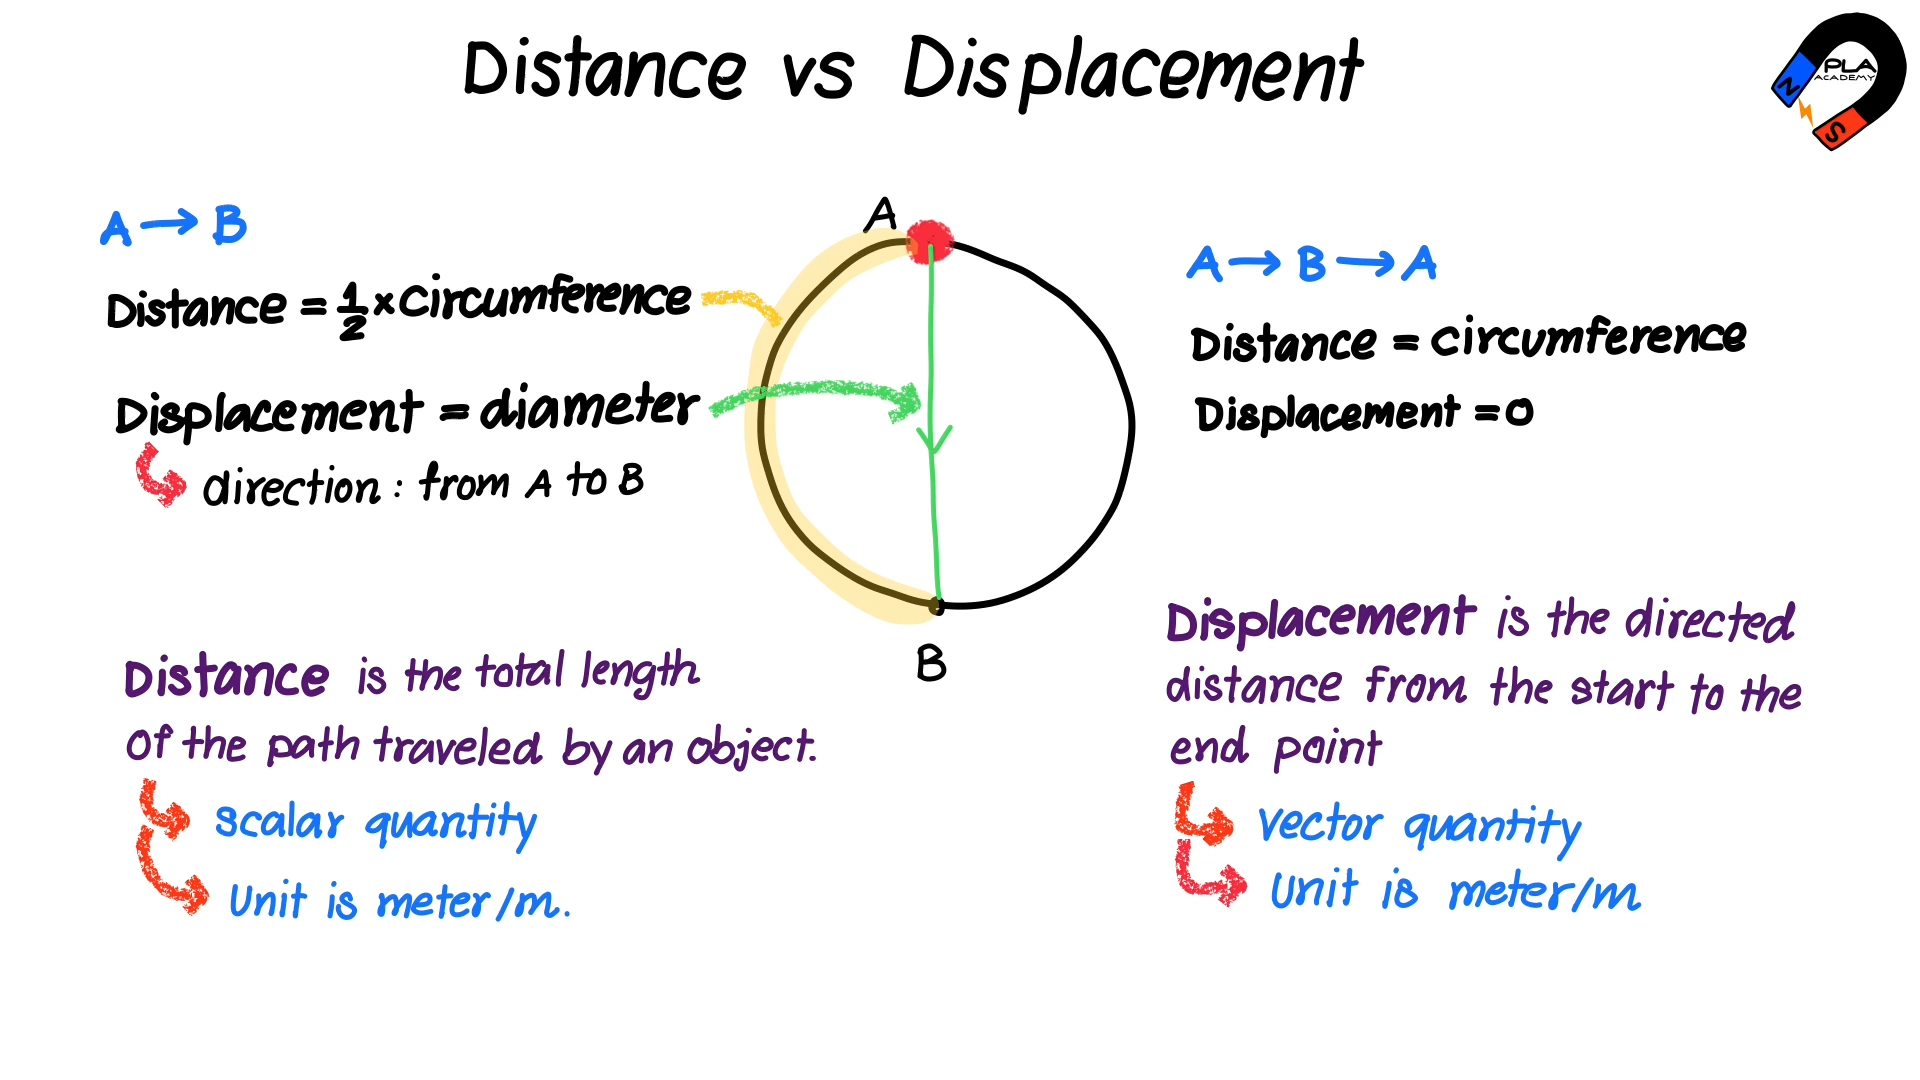 Distance vs Displacement
PLA
ACADEMY
N
S
A → B
Distance = 1/2 × Circumference
Displacement = diameter
direction : from A to B
A
B
A → B → A
Distance = circumference
Displacement = 0
Distance is the total length
of the path traveled by an object.
scalar quantity
Unit is meter/m.
Displacement is the directed
distance from the start to the
end point
Vector quantity
Unit is meter/m